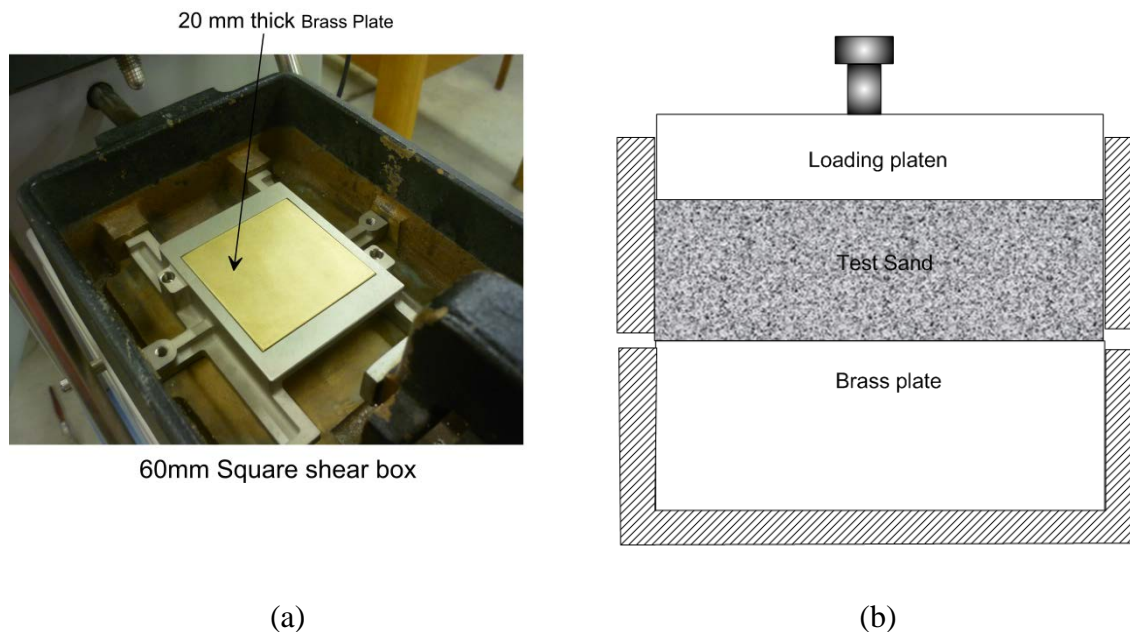 20 mm thick Brass Plate
Loading platen
Test Sand
Brass plate
60mm Square shear box
(a)
(b)